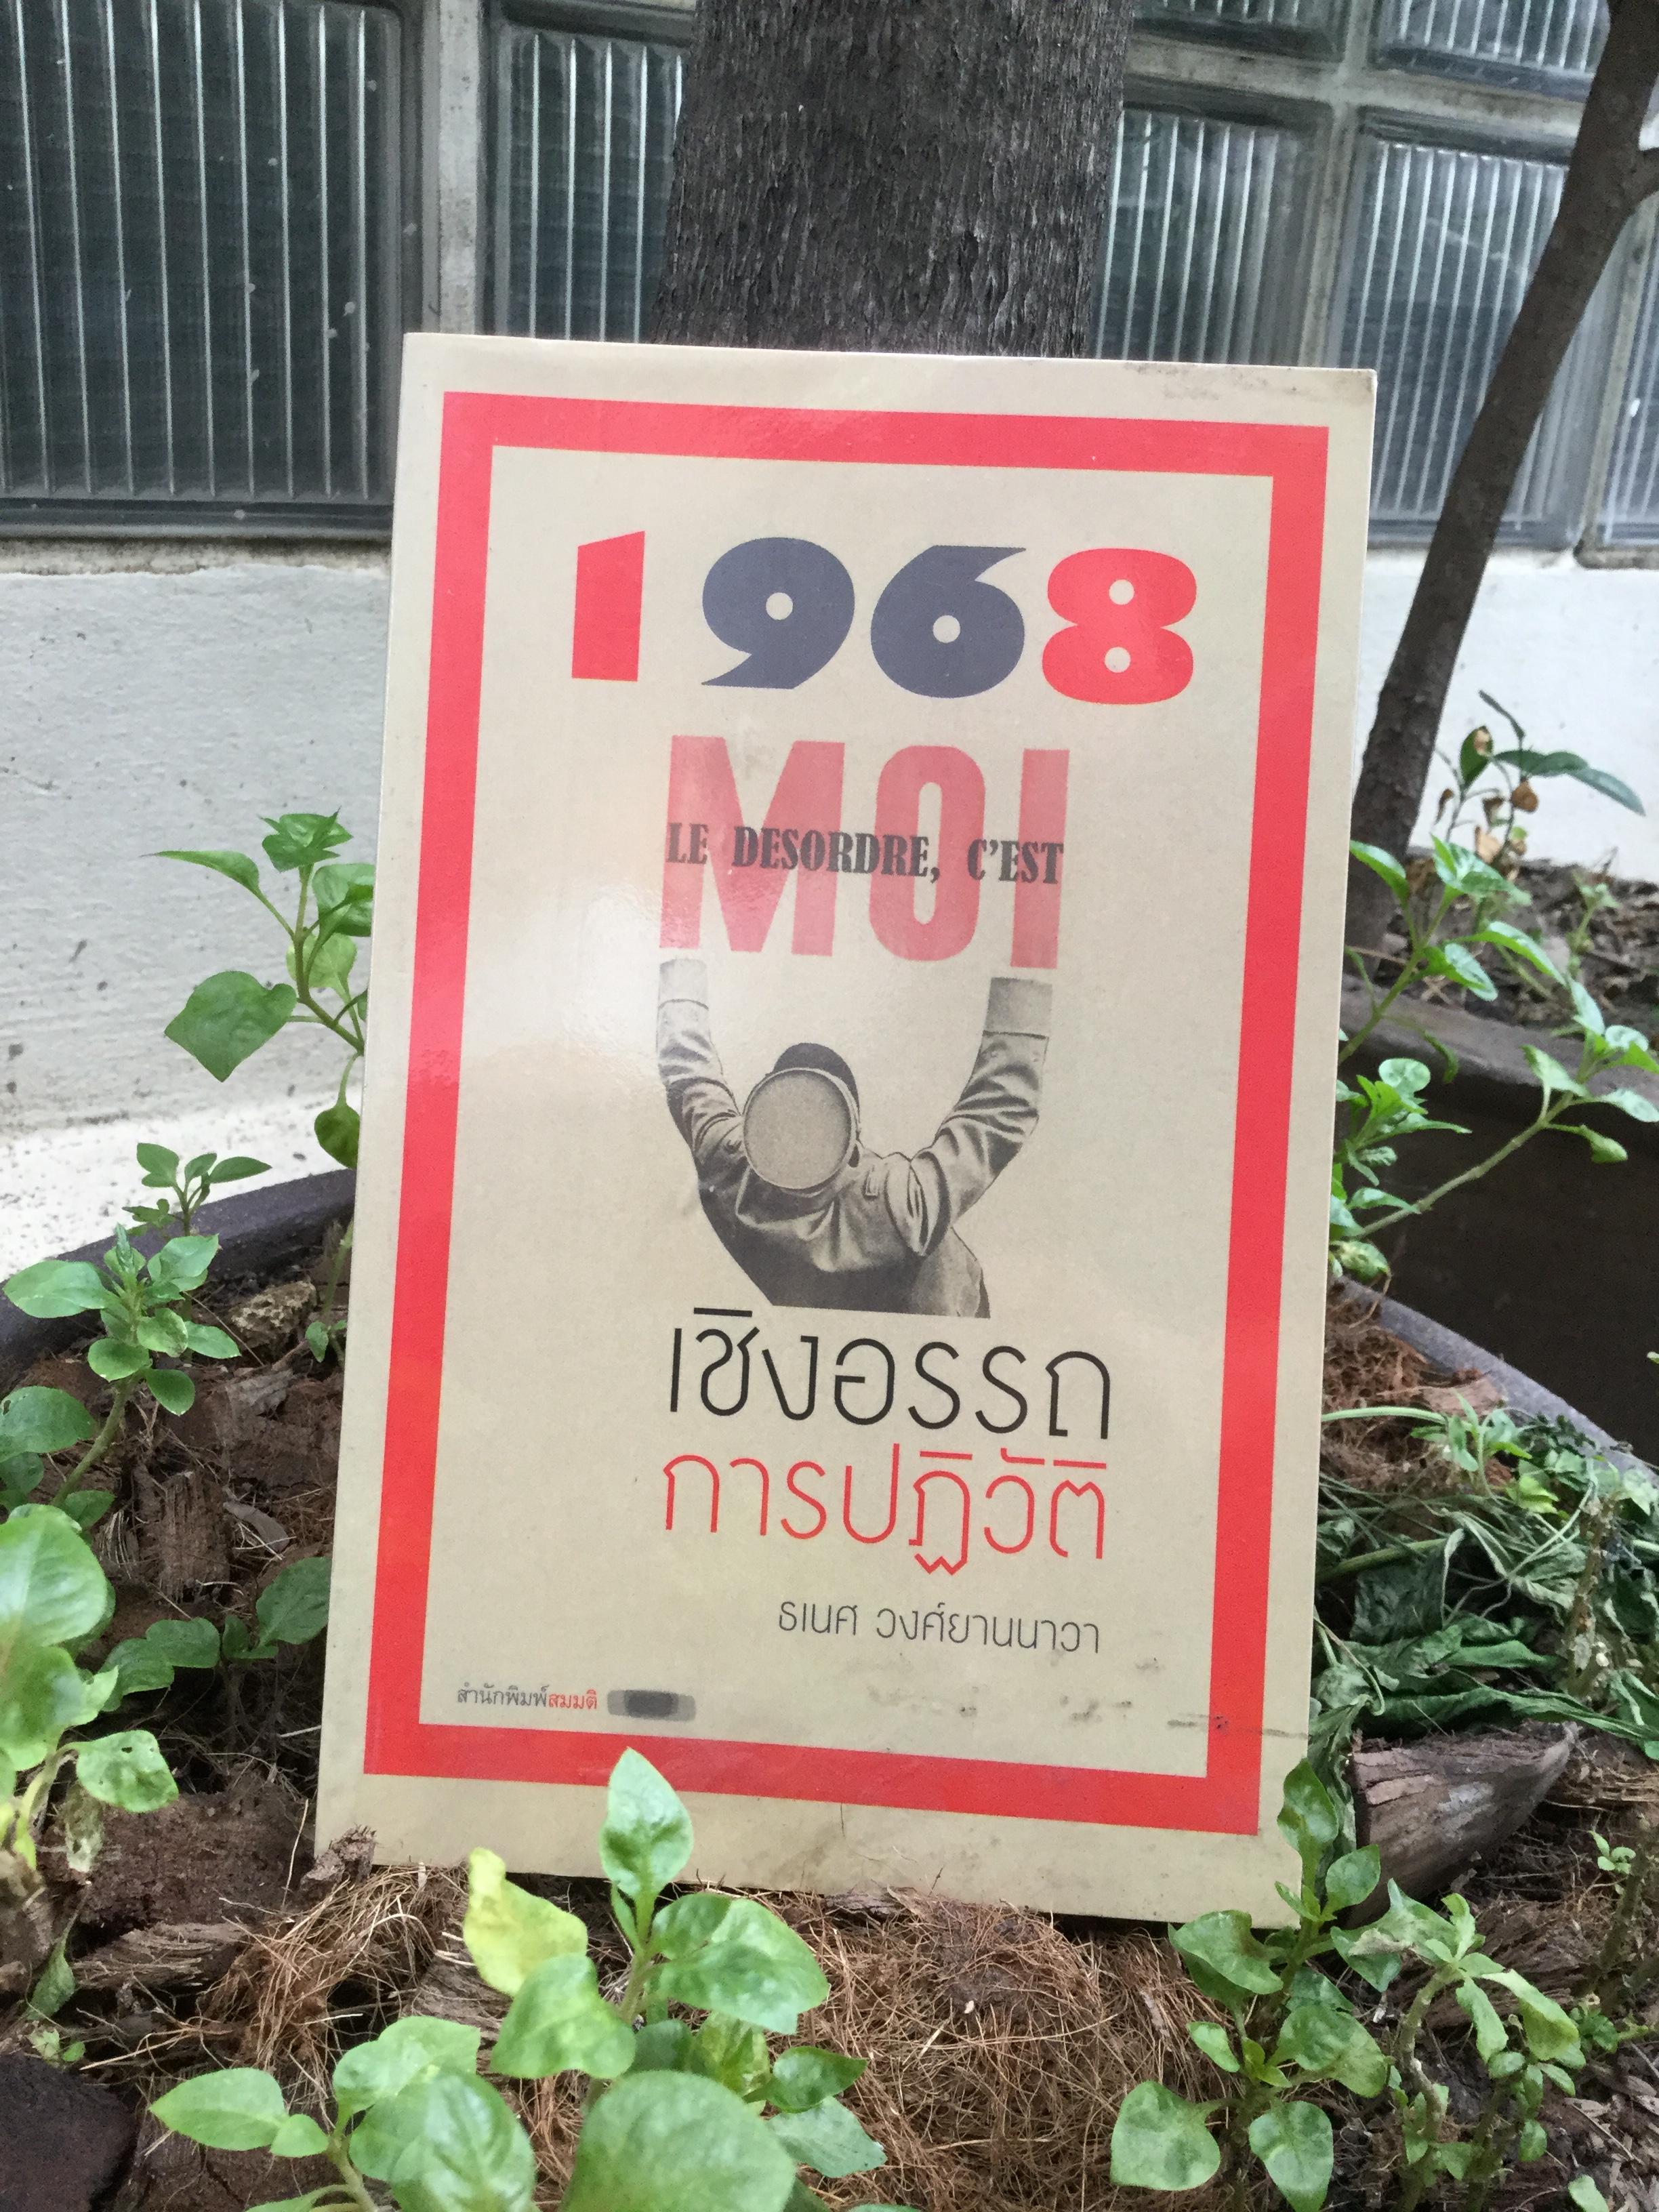 1968
MOI
LE DESORDRE, C'EST
เชิงอรรถ
การปฏิวัติ
ธเนศ วงศ์ยานนาวา
สำนักพิมพ์สมมติ